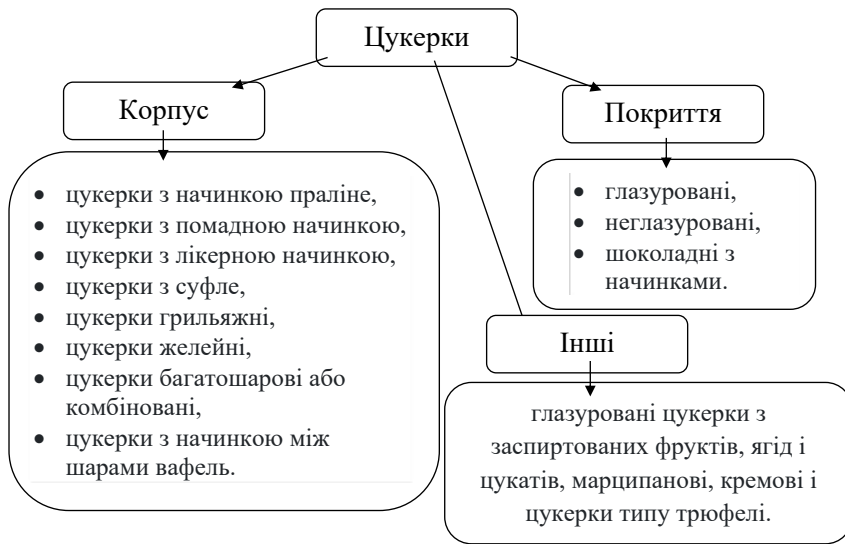 Цукерки
Корпус
Покриття
• цукерки з начинкою праліне,
• цукерки з помадною начинкою,
• цукерки з лікерною начинкою,
• цукерки з суфле,
• цукерки грильяжні,
• цукерки желейні,
• цукерки багатошарові або
комбіновані,
• цукерки з начинкою між
шарами вафель.
• глазуровані,
• неглазуровані,
• шоколадні з
начинками.
Інші
глазуровані цукерки з
заспиртованих фруктів, ягід і
цукатів, марципанові, кремові і
цукерки типу трюфелі.